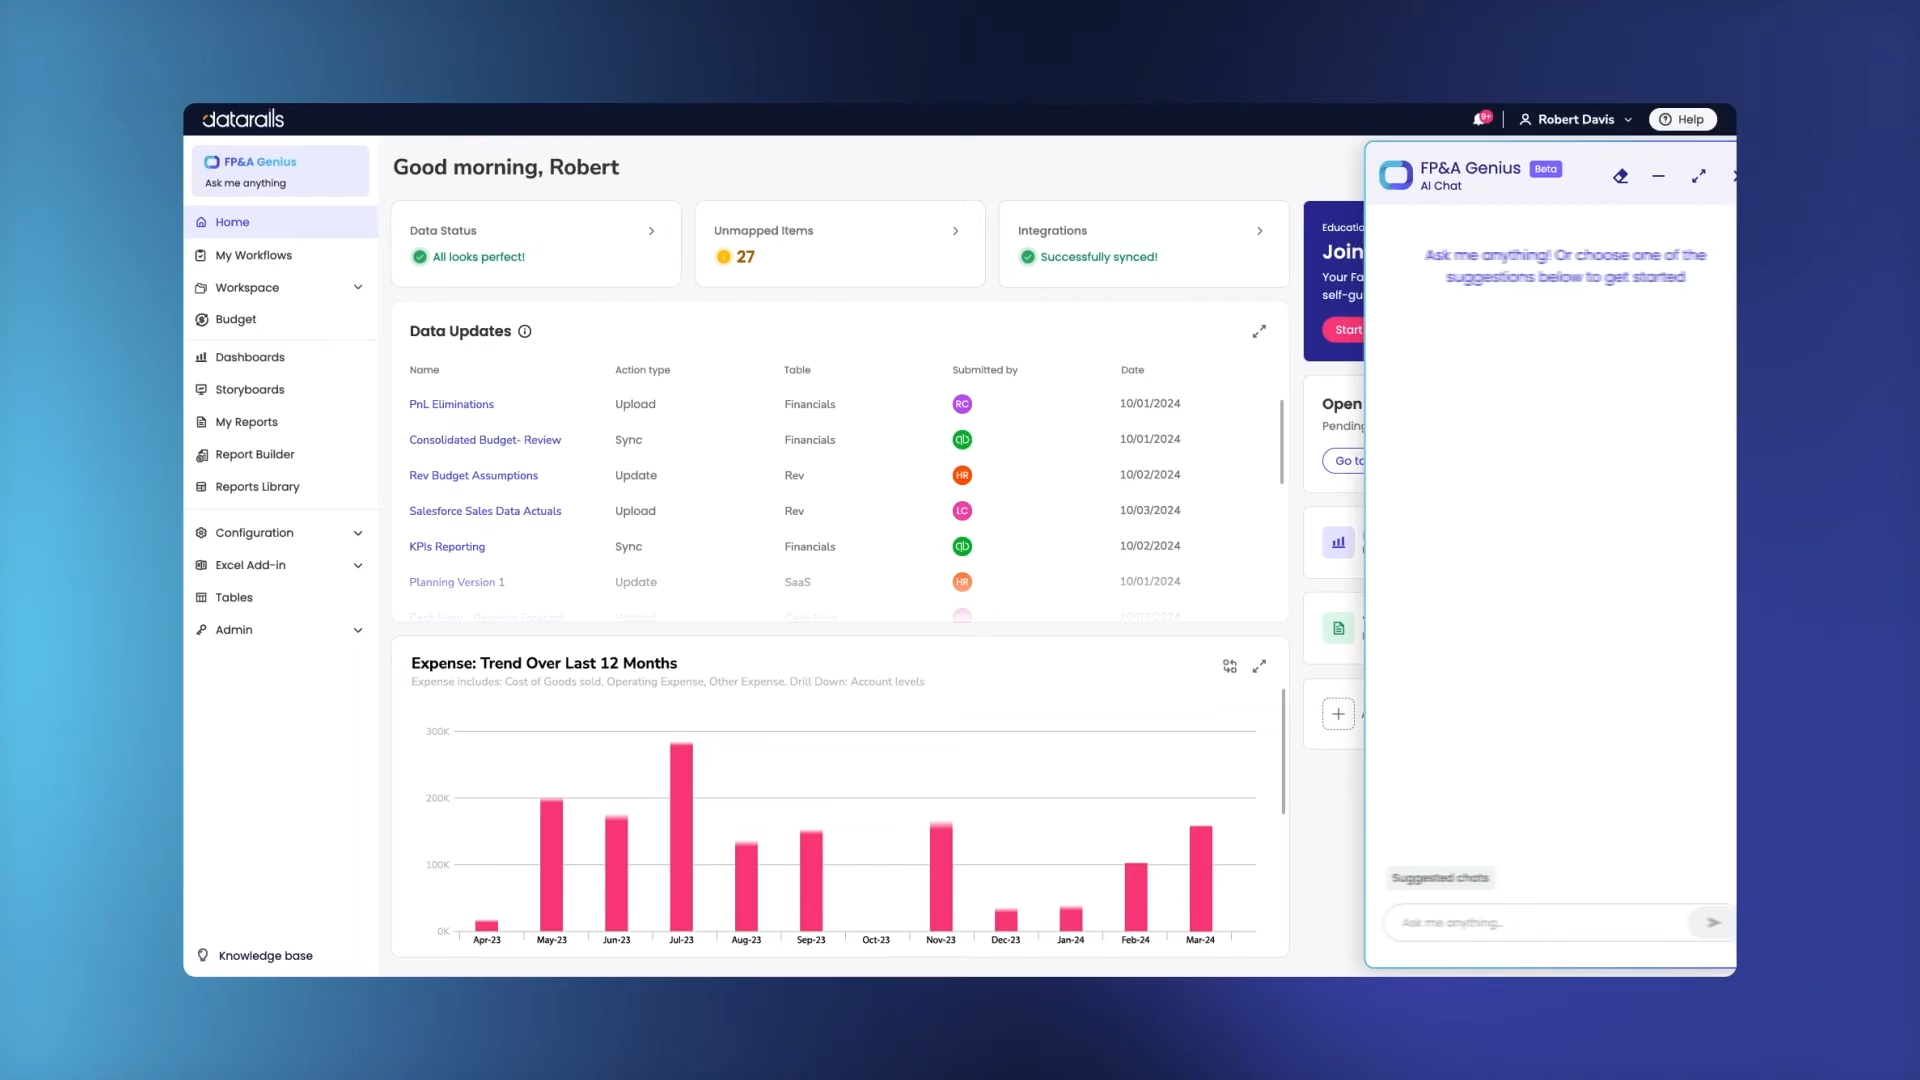 datarails
9+
Robert Davis
Help
FP&A Genius
Ask me anything
Home
My Workflows
Workspace
Budget
Dashboards
Storyboards
My Reports
Report Builder
Reports Library
Configuration
Excel Add-in
Tables
Admin
Knowledge base
Good morning, Robert
Data Status
All looks perfect!
Unmapped Items
27
Integrations
Successfully synced!
Data Updates
Name Action type Table Submitted by Date
PnL Eliminations Upload Financials RC 10/01/2024
Consolidated Budget- Review Sync Financials qb 10/01/2024
Rev Budget Assumptions Update Rev HR 10/02/2024
Salesforce Sales Data Actuals Upload Rev LC 10/03/2024
KPIs Reporting Sync Financials qb 10/02/2024
Planning Version 1 Update SaaS HR 10/01/2024
Expense: Trend Over Last 12 Months
Expense includes: Cost of Goods sold, Operating Expense, Other Expense. Drill Down: Account levels
300K
200K
100K
0K
Apr-23 May-23 Jun-23 Jul-23 Aug-23 Sep-23 Oct-23 Nov-23 Dec-23 Jan-24 Feb-24 Mar-24
Educatio
Join
Your Fa
self-gu
Start
Open
Pending
Go to
FP&A Genius Beta
AI Chat
Ask me anything! Or choose one of the
suggestions below to get started
Suggested chats
Ask me anything...